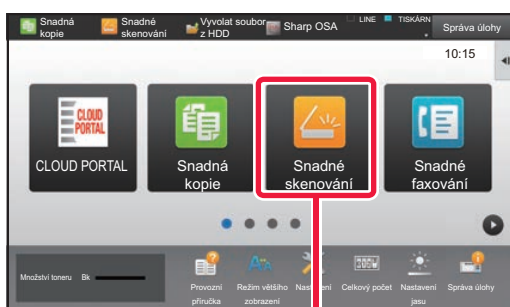 Snadná
kopie
Snadné
skenování
Vyvolat soubor
z HDD
Sharp OSA
LINE
TISKÁRN
Správa úlohy
10:15
CLOUD
PORTAL
CLOUD PORTAL
Snadná
kopie
Snadné
skenování
Snadné
faxování
Množství toneru Bk
Provozní
příručka
Režim většího
zobrazení
Nastavení
Celkový počet
Nastavení
jasu
Správa úlohy